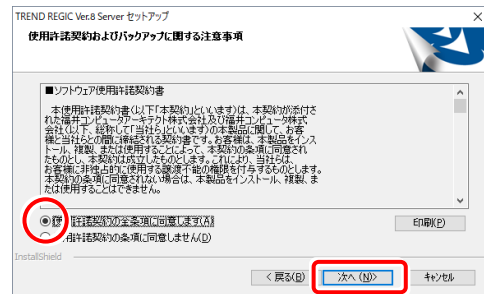 TREND REGIC Ver.8 Server セットアップ
使用許諾契約およびバックアップに関する注意事項
■ソフトウェア使用許諾契約書
本使用許諾契約書(以下「本契約」といいます)は、本契約が添付さ
れた福井コンピュータアーキテクト株式会社及び福井コンピュータ株式
会社(以下、総称して「当社ら」といいます)の本製品に関して、お客
様と当社らとの間に締結される契約書です。お客様は、本製品をインス
トール、複製、または使用することによって、本契約の条項に同意され
たものとし、本契約は成立したものとします。これにより、当社らは、
お客様に非独占的に使用する譲渡不能の権限を付与するものとします。
本契約の条項に同意されない場合は、本製品をインストール、複製、ま
たは使用することはできません。
使用許諾契約の全条項に同意します(A)
印刷(P)
用許諾契約の条項に同意しません(D)
InstallShield
< 戻る(B)
次へ (N)>
キャンセル